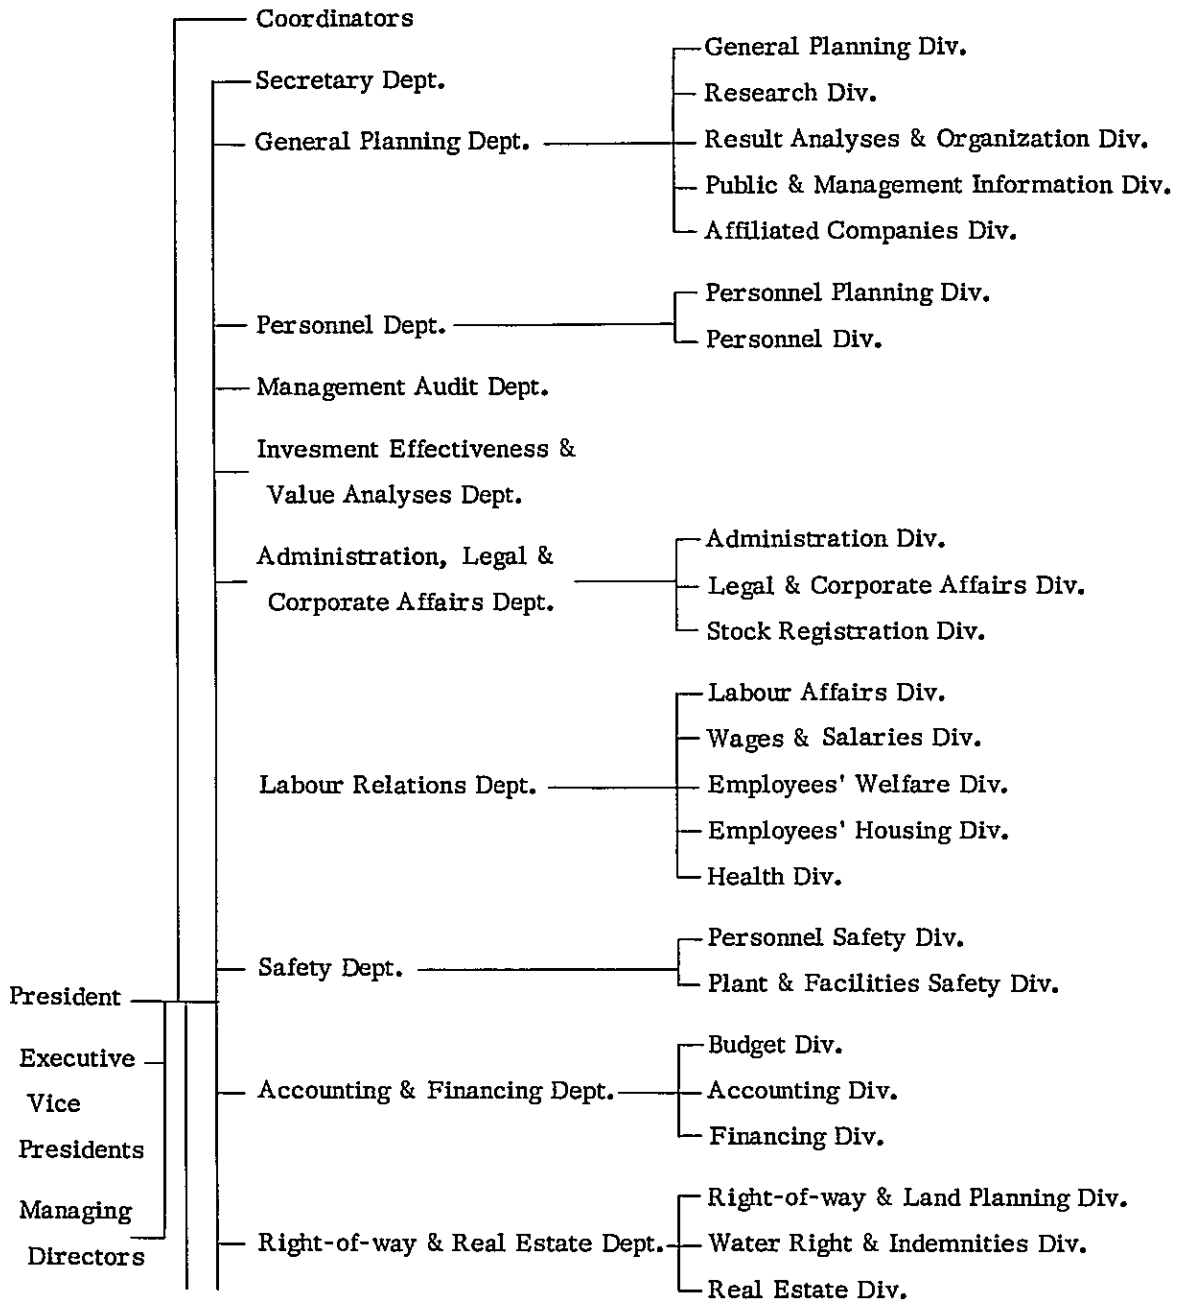 Coordinators
Secretary Dept.
General Planning Dept.
General Planning Div.
Research Div.
Result Analyses & Organization Div.
Public & Management Information Div.
Affiliated Companies Div.
Personnel Dept.
Personnel Planning Div.
Personnel Div.
Management Audit Dept.
Invesment Effectiveness &
Value Analyses Dept.
Administration, Legal &
Corporate Affairs Dept.
Administration Div.
Legal & Corporate Affairs Div.
Stock Registration Div.
Labour Relations Dept.
Labour Affairs Div.
Wages & Salaries Div.
Employees' Welfare Div.
Employees' Housing Div.
Health Div.
Safety Dept.
Personnel Safety Div.
Plant & Facilities Safety Div.
President
Executive
Vice
Presidents
Managing
Directors
Accounting & Financing Dept.
Budget Div.
Accounting Div.
Financing Div.
Right-of-way & Real Estate Dept.
Right-of-way & Land Planning Div.
Water Right & Indemnities Div.
Real Estate Div.